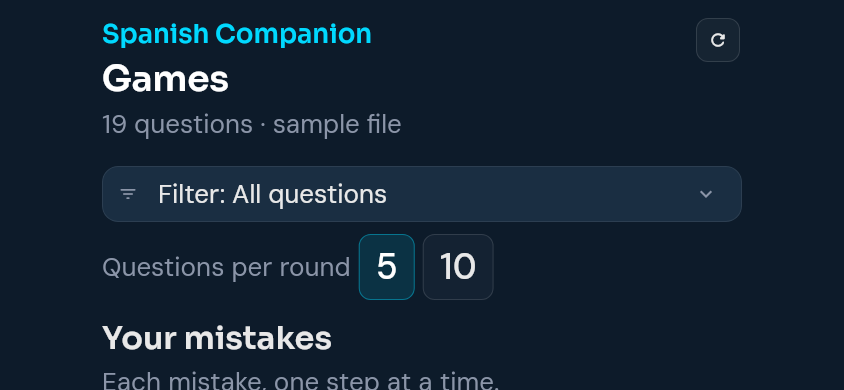 Spanish Companion
Games
19 questions · sample file
Filter: All questions
Questions per round 5 10
Your mistakes
Each mistake, one step at a time.